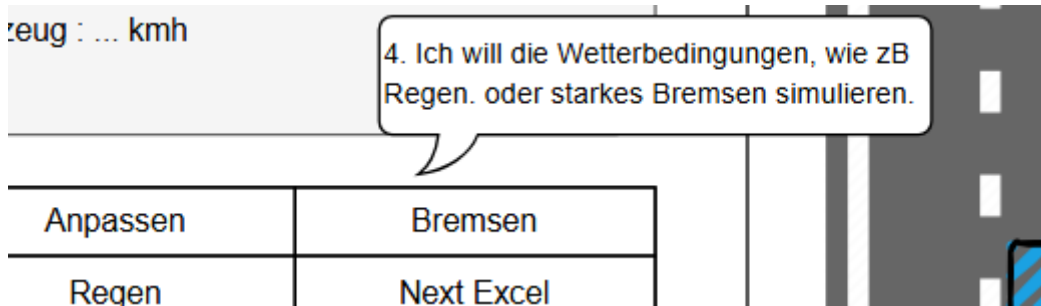 zeug : ... kmh
4. Ich will die Wetterbedingungen, wie zB
Regen. oder starkes Bremsen simulieren.
Anpassen
Bremsen
Regen
Next Excel